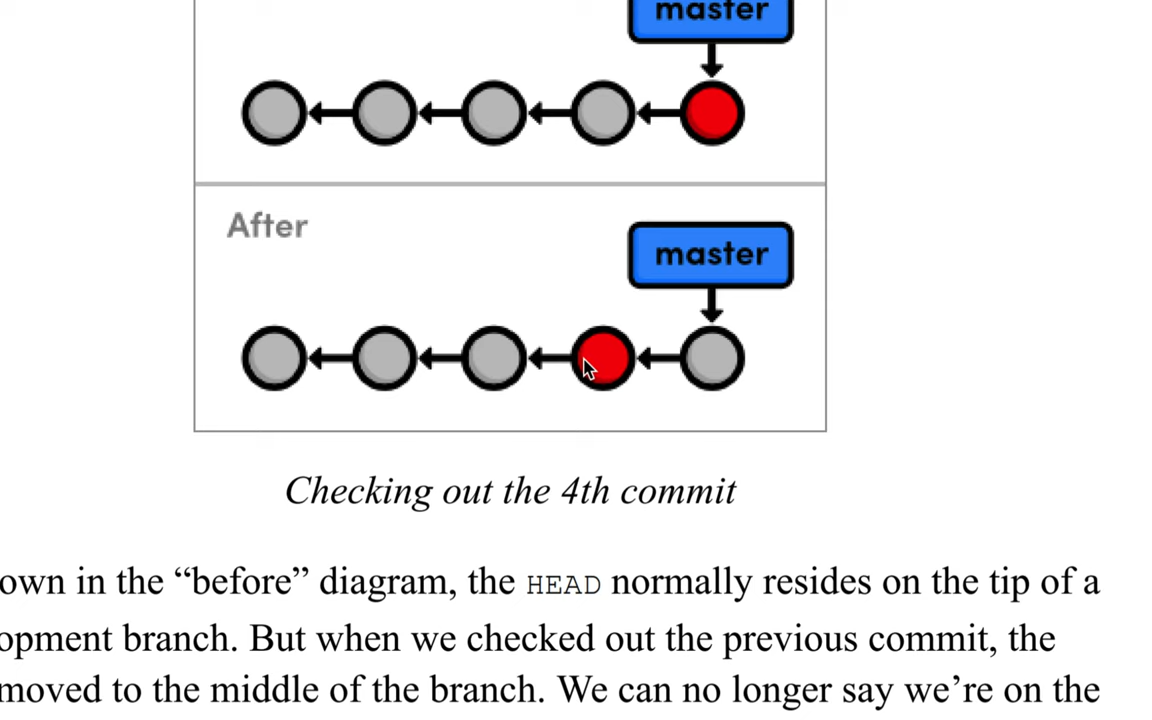 master
After
master
Checking out the 4th commit
own in the “before” diagram, the HEAD normally resides on the tip of a
opment branch. But when we checked out the previous commit, the
moved to the middle of the branch. We can no longer say we’re on the